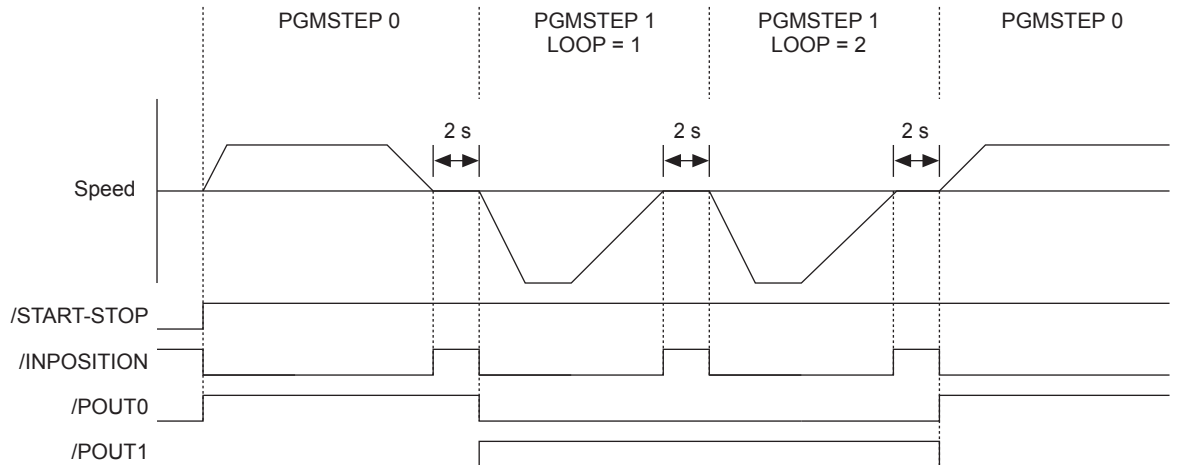 PGMSTEP 0
PGMSTEP 1
LOOP = 1
PGMSTEP 1
LOOP = 2
PGMSTEP 0
2 s
2 s
2 s
Speed
/START-STOP
/INPOSITION
/POUT0
/POUT1